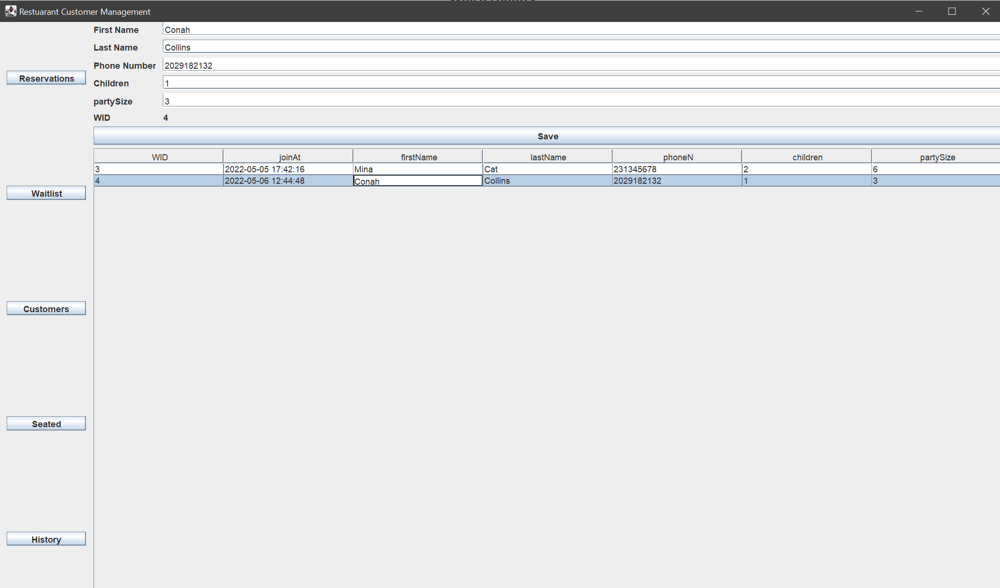 Restuarant Customer Management
First Name Conah
Last Name Collins
Phone Number 2029182132
Children 1
partySize 3
WID 4
Save
WID joinAt firstName lastName phoneN children partySize
3 2022-05-05 17:42:16 Mina Cat 231345678 2 6
4 2022-05-06 12:44:48 Conah Collins 2029182132 1 3
Reservations
Waitlist
Customers
Seated
History